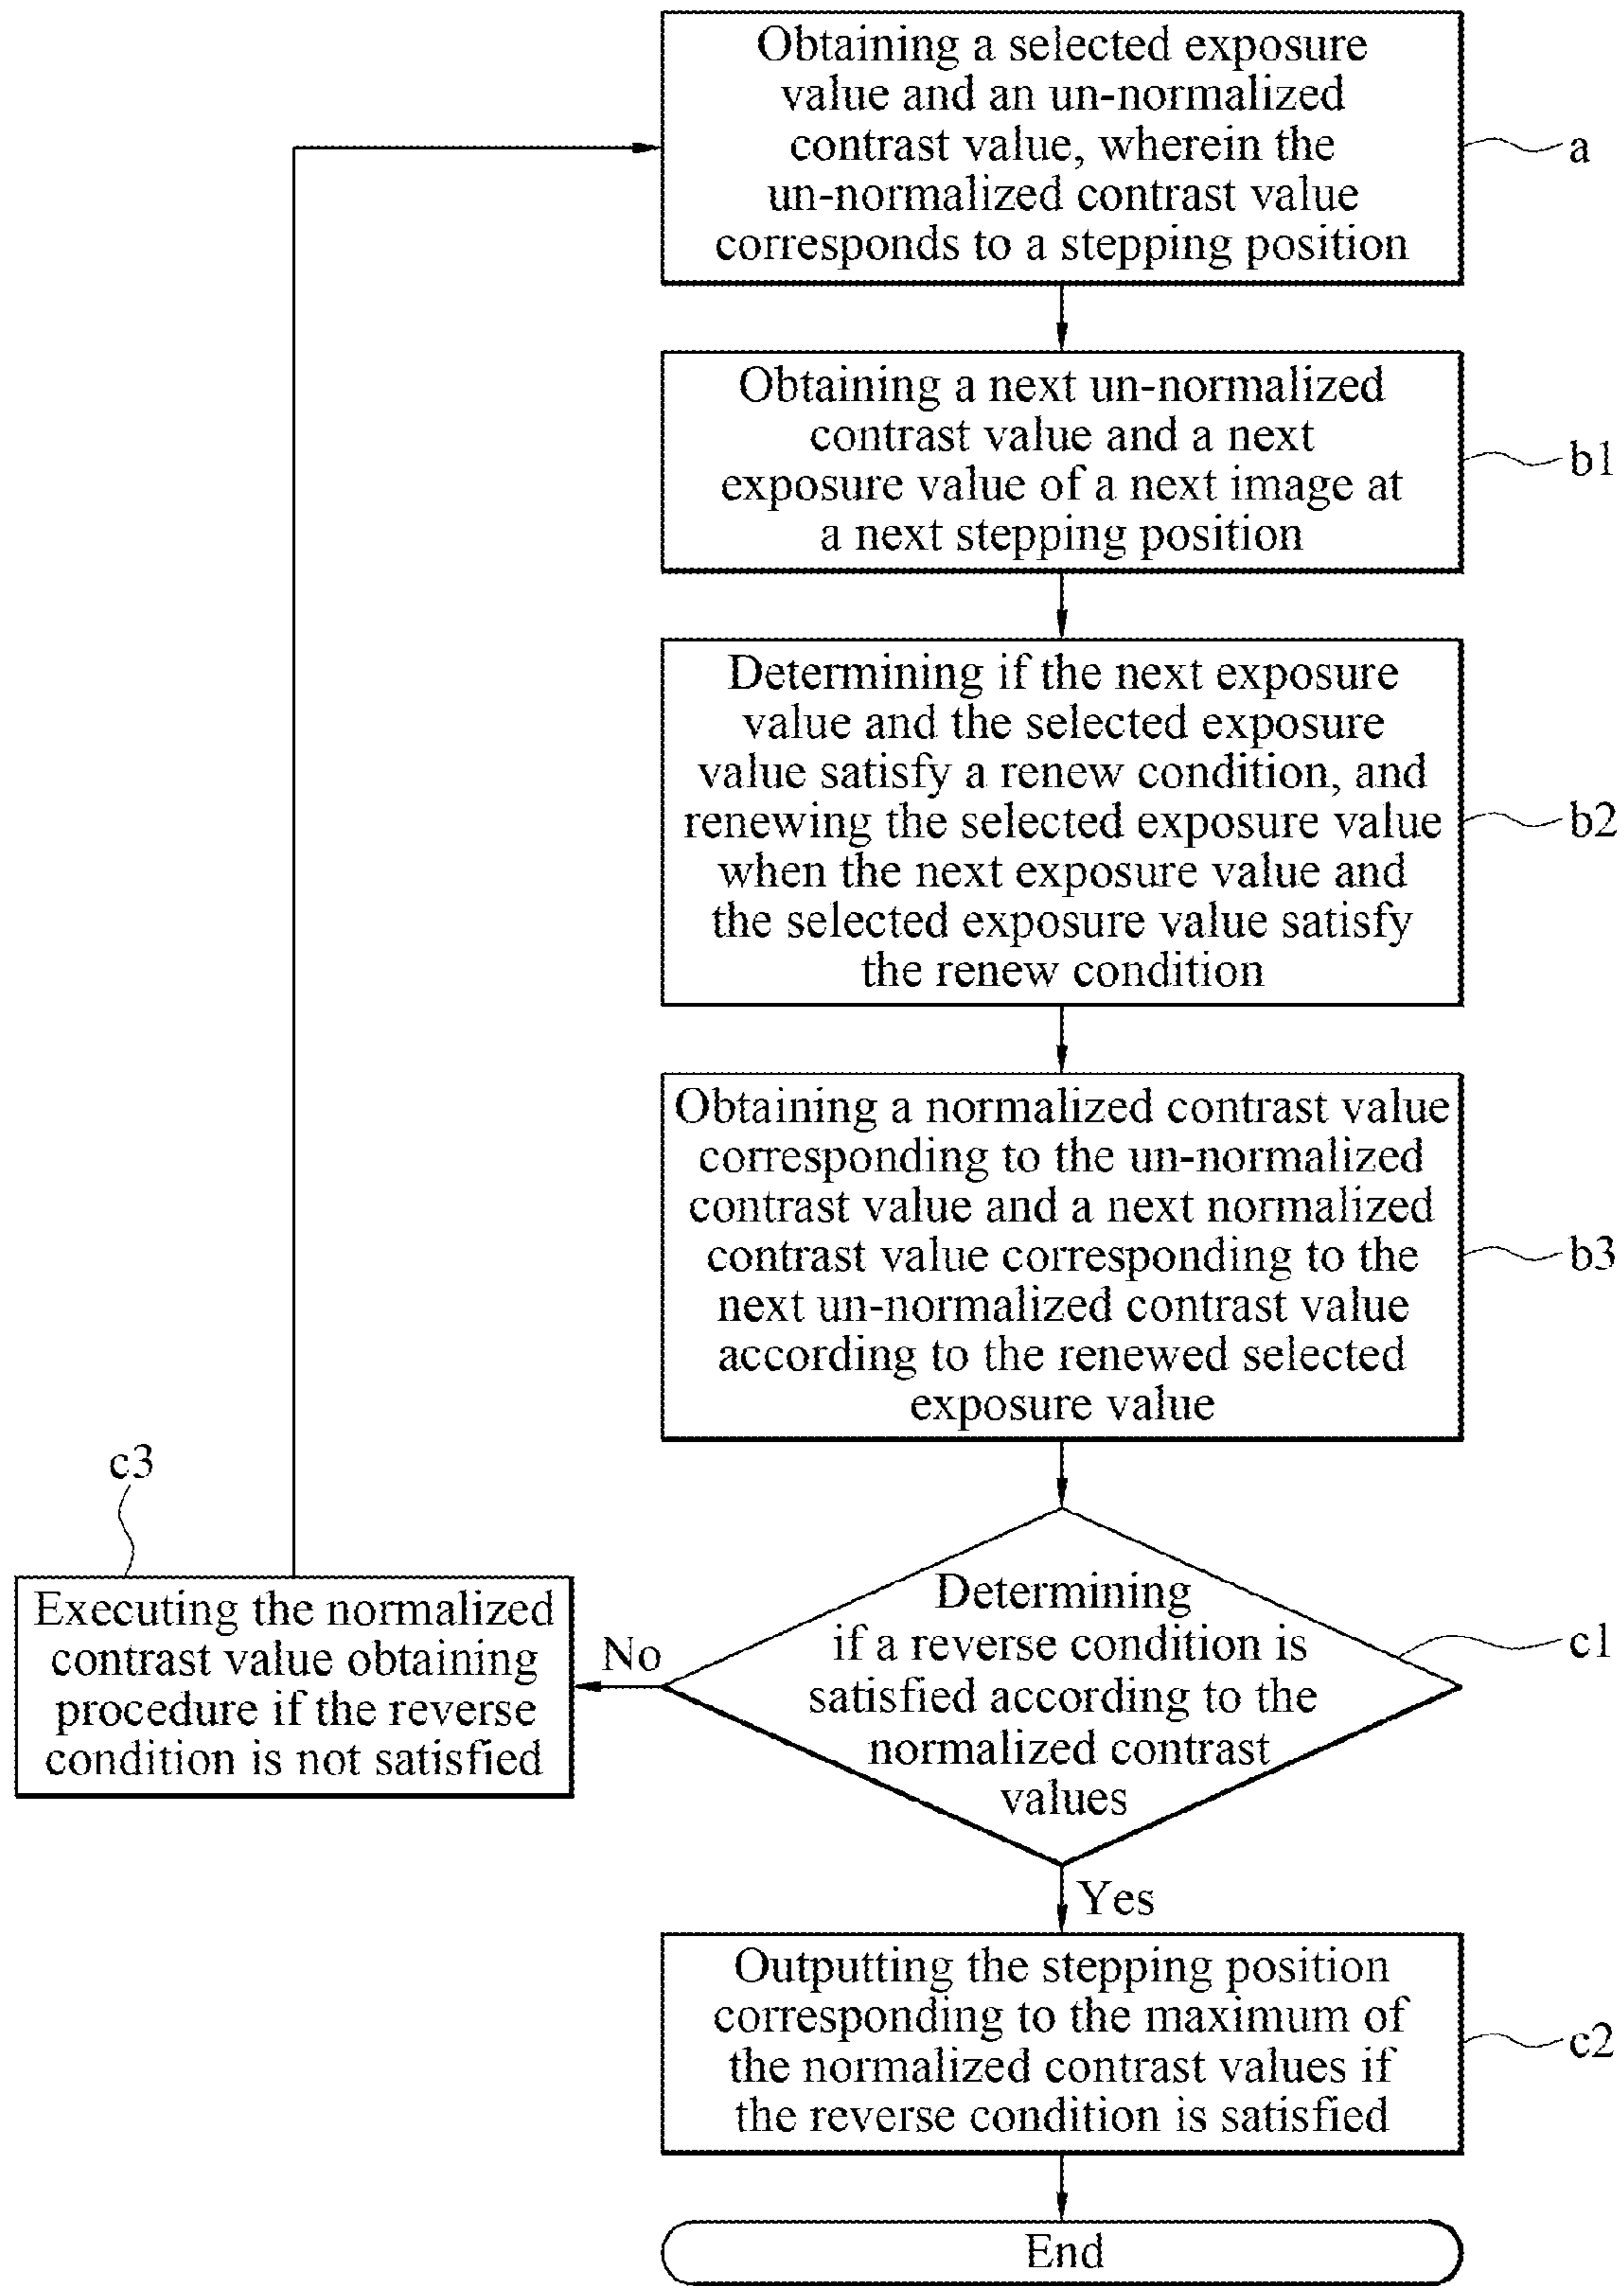 Obtaining a selected exposure
value and an un-normalized
contrast value, wherein the
un-normalized contrast value
corresponds to a stepping position
a
Obtaining a next un-normalized
contrast value and a next
exposure value of a next image at
a next stepping position
b1
Determining if the next exposure
value and the selected exposure
value satisfy a renew condition, and
renewing the selected exposure value
when the next exposure value and
the selected exposure value satisfy
the renew condition
b2
Obtaining a normalized contrast value
corresponding to the un-normalized
contrast value and a next normalized
contrast value corresponding to the
next un-normalized contrast value
according to the renewed selected
exposure value
b3
c3
Executing the normalized
contrast value obtaining
procedure if the reverse
condition is not satisfied
No
Determining
if a reverse condition is
satisfied according to the
normalized contrast
values
c1
Yes
Outputting the stepping position
corresponding to the maximum of
the normalized contrast values if
the reverse condition is satisfied
c2
End